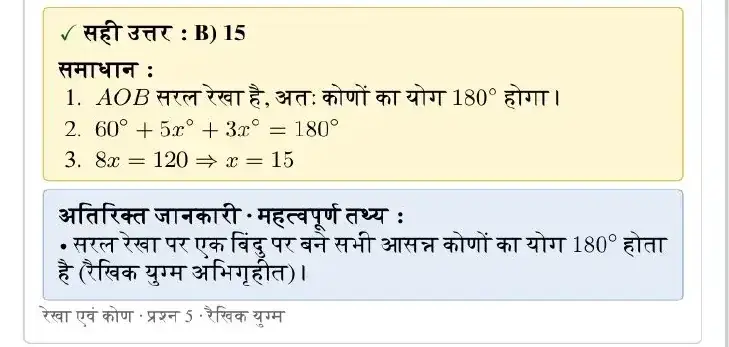 ✓ सही उत्तर : B) 15
समाधान :
1. AOB सरल रेखा है, अतः कोणों का योग 180° होगा।
2. 60° + 5x° + 3x° = 180°
3. 8x = 120 ⇒ x = 15
अतिरिक्त जानकारी · महत्वपूर्ण तथ्य :
• सरल रेखा पर एक बिंदु पर बने सभी आसन्न कोणों का योग 180° होता
है (रैखिक युग्म अभिगृहीत)।
रेखा एवं कोण · प्रश्न 5 · रैखिक युग्म